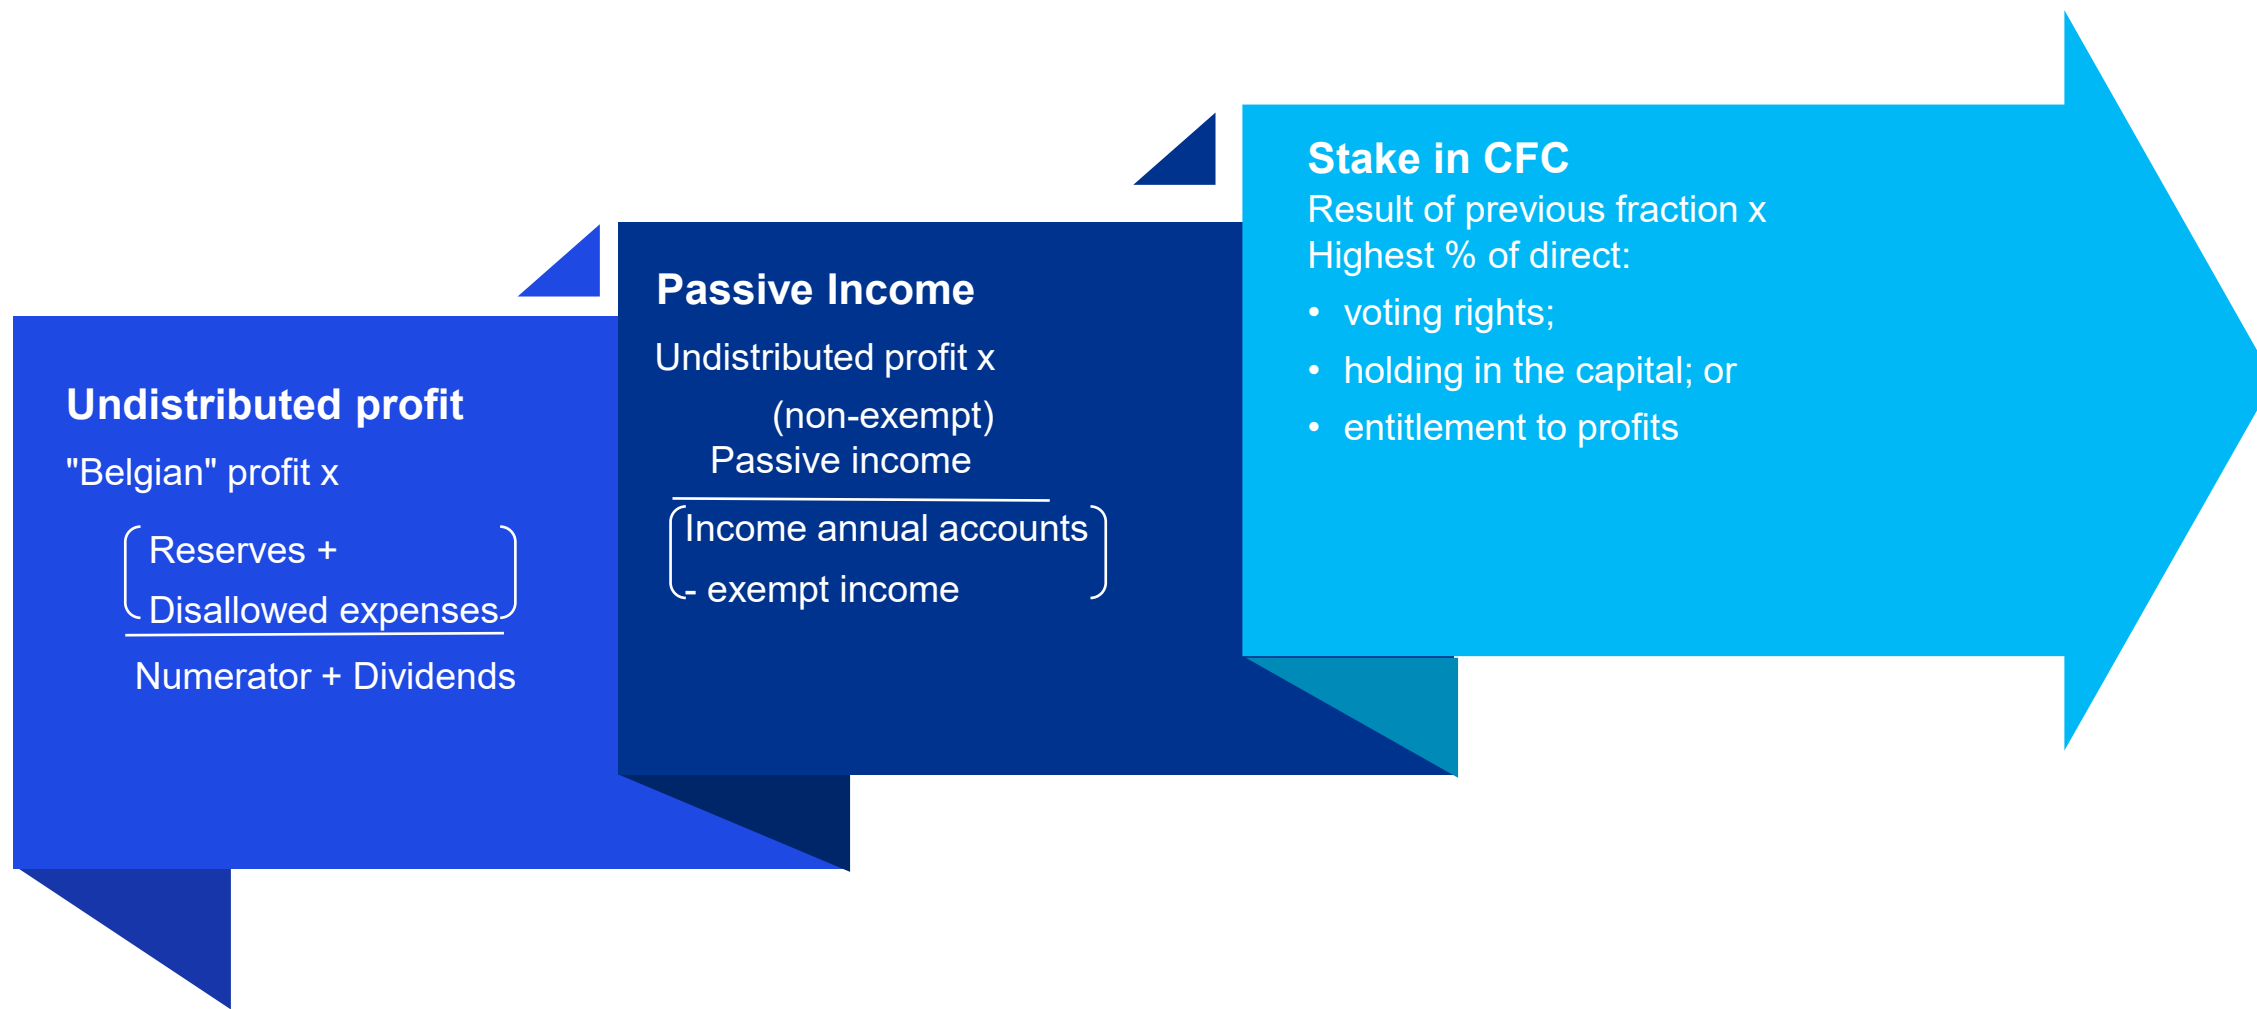 Undistributed profit
"Belgian" profit x
Reserves +
Disallowed expenses
Numerator + Dividends
Passive Income
Undistributed profit x
(non-exempt)
Passive income
Income annual accounts
- exempt income
Stake in CFC
Result of previous fraction x
Highest % of direct:
• voting rights;
• holding in the capital; or
• entitlement to profits